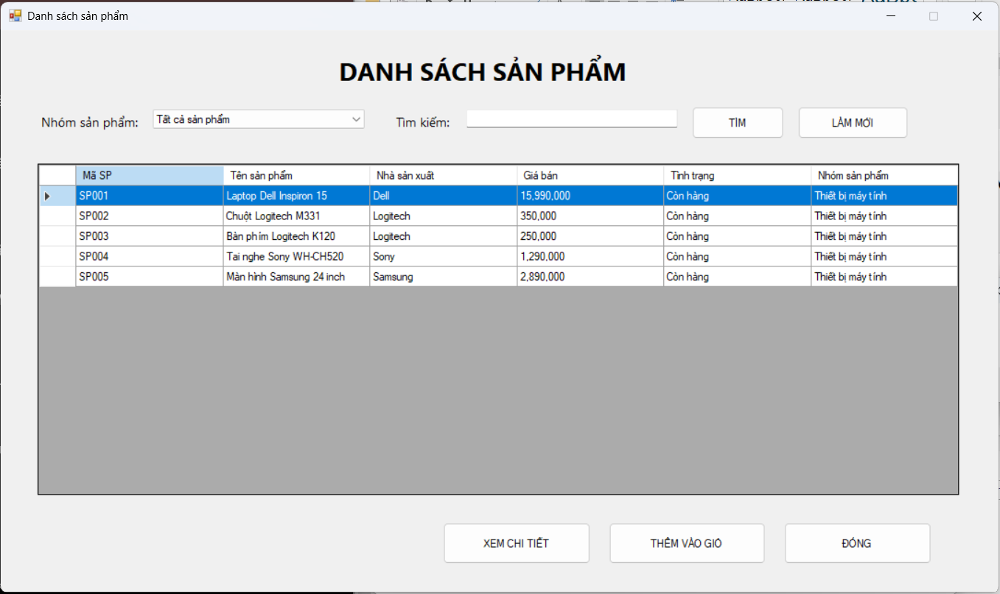 Danh sách sản phẩm
DANH SÁCH SẢN PHẨM
Nhóm sản phẩm: Tất cả sản phẩm Tìm kiếm: TÌM LÀM MỚI
Mã SP Tên sản phẩm Nhà sản xuất Giá bán Tình trạng Nhóm sản phẩm
SP001 Laptop Dell Inspiron 15 Dell 15,990,000 Còn hàng Thiết bị máy tính
SP002 Chuột Logitech M331 Logitech 350,000 Còn hàng Thiết bị máy tính
SP003 Bàn phím Logitech K120 Logitech 250,000 Còn hàng Thiết bị máy tính
SP004 Tai nghe Sony WH-CH520 Sony 1,290,000 Còn hàng Thiết bị máy tính
SP005 Màn hình Samsung 24 inch Samsung 2,890,000 Còn hàng Thiết bị máy tính
XEM CHI TIẾT THÊM VÀO GIỎ ĐÓNG